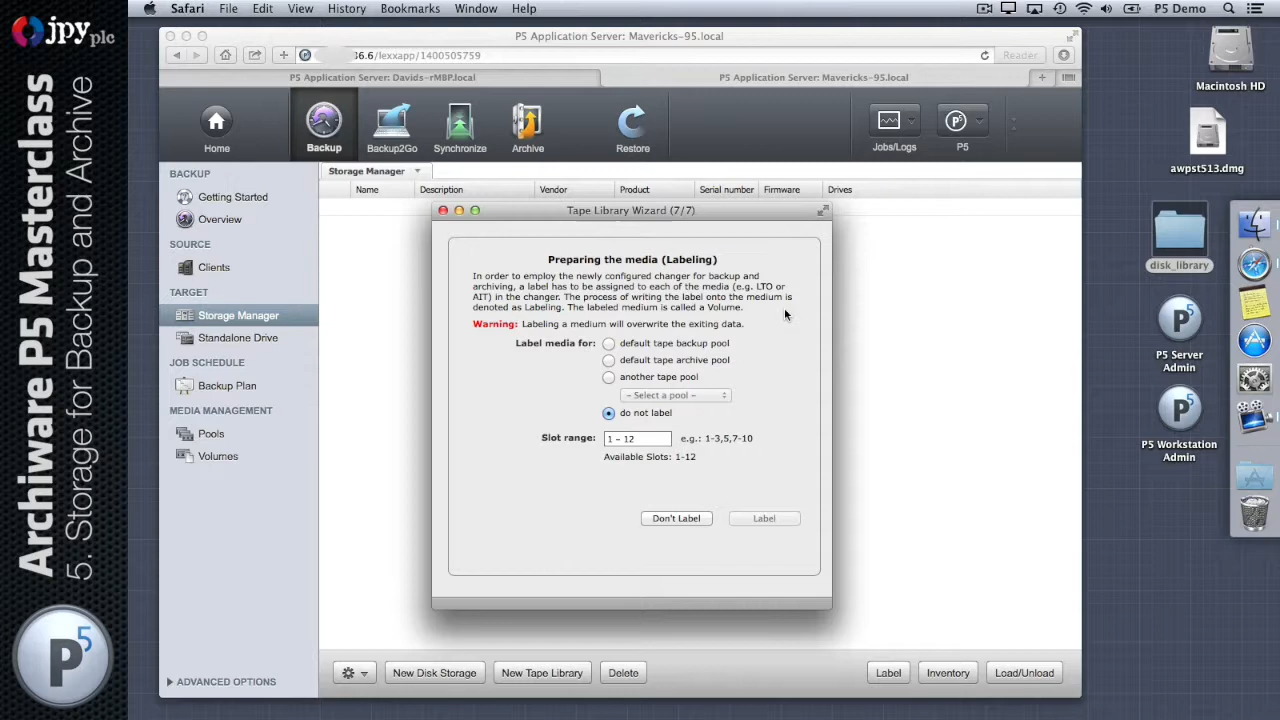 Safari File Edit View History Bookmarks Window Help P5 Demo
jpy plc
Archiware P5 Masterclass
5. Storage for Backup and Archive
P5
P5 Application Server: Mavericks-95.local
56.6/lexxapp/1400505759
Reader
P5 Application Server: Davids-rMBP.local
P5 Application Server: Mavericks-95.local
Home
Backup
Backup2Go
Synchronize
Archive
Restore
Jobs/Logs
P5
BACKUP
Getting Started
Overview
SOURCE
Clients
TARGET
Storage Manager
Standalone Drive
JOB SCHEDULE
Backup Plan
MEDIA MANAGEMENT
Pools
Volumes
ADVANCED OPTIONS
Storage Manager
Name Description Vendor Product Serial number Firmware Drives
Tape Library Wizard (7/7)
Preparing the media (Labeling)
In order to employ the newly configured changer for backup and
archiving, a label has to be assigned to each of the media (e.g. LTO or
AIT) in the changer. The process of writing the label onto the medium is
denoted as Labeling. The labeled medium is called a Volume.
Warning: Labeling a medium will overwrite the exiting data.
Label media for: default tape backup pool
default tape archive pool
another tape pool
- Select a pool -
do not label
Slot range: 1 - 12 e.g.: 1-3,5,7-10
Available Slots: 1-12
Don't Label
Label
New Disk Storage
New Tape Library
Delete
Label
Inventory
Load/Unload
Macintosh HD
awpst513.dmg
disk_library
P5
P5 Server
Admin
P5
P5 Workstation
Admin